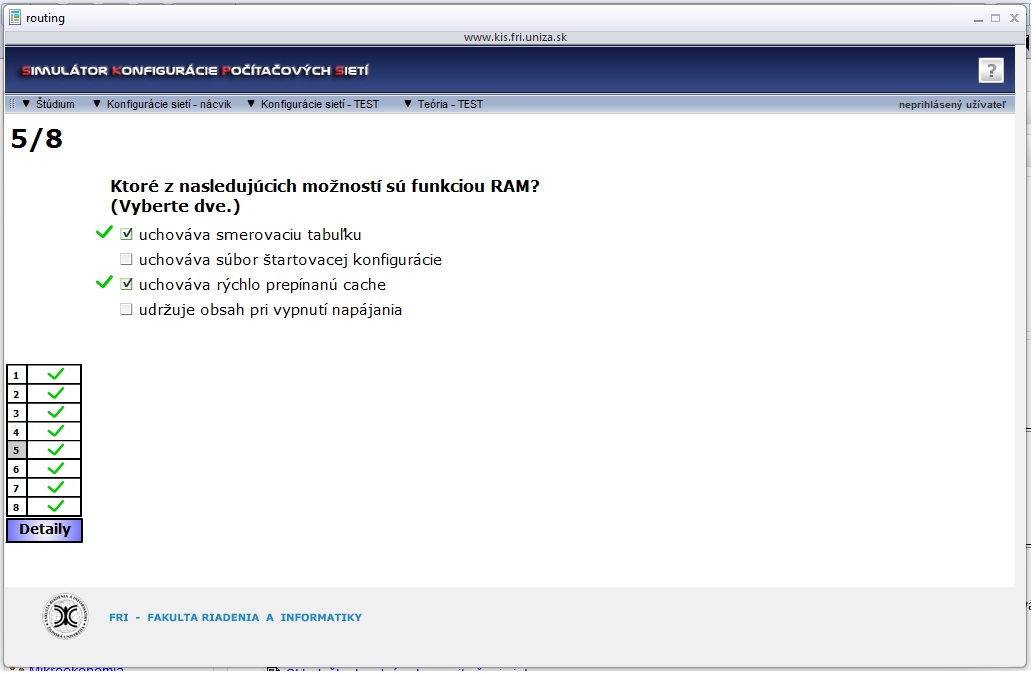 routing
www.kis.fri.uniza.sk
SIMULÁTOR KONFIGURÁCIE POČÍTAČOVÝCH SIETÍ
?
▼ Štúdium ▼ Konfigurácie sietí - nácvik ▼ Konfigurácie sietí - TEST ▼ Teória - TEST neprihlásený užívateľ
5/8
Ktoré z nasledujúcich možností sú funkciou RAM?
(Vyberte dve.)
uchováva smerovaciu tabuľku
uchováva súbor štartovacej konfigurácie
uchováva rýchlo prepínanú cache
udržuje obsah pri vypnutí napájania
1
2
3
4
5
6
7
8
Detaily
FRI - FAKULTA RIADENIA A INFORMATIKY
Mikroekonomia